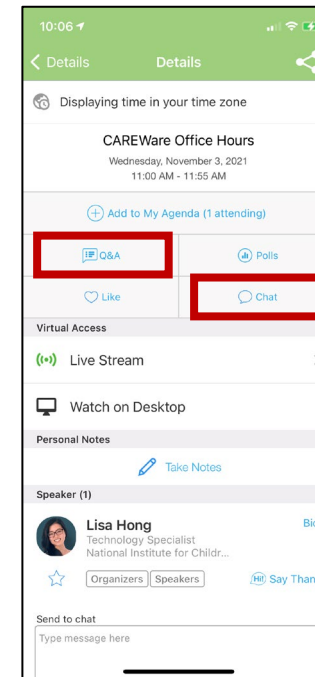 10:06
Details
Details
Displaying time in your time zone
CAREWare Office Hours
Wednesday, November 3, 2021
11:00 AM - 11:55 AM
Add to My Agenda (1 attending)
Q&A
Polls
Like
Chat
Virtual Access
Live Stream
Watch on Desktop
Personal Notes
Take Notes
Speaker (1)
Lisa Hong
Bio
Technology Specialist
National Institute for Childr...
Organizers
Speakers
Hi!
Say Than
Send to chat
Type message here